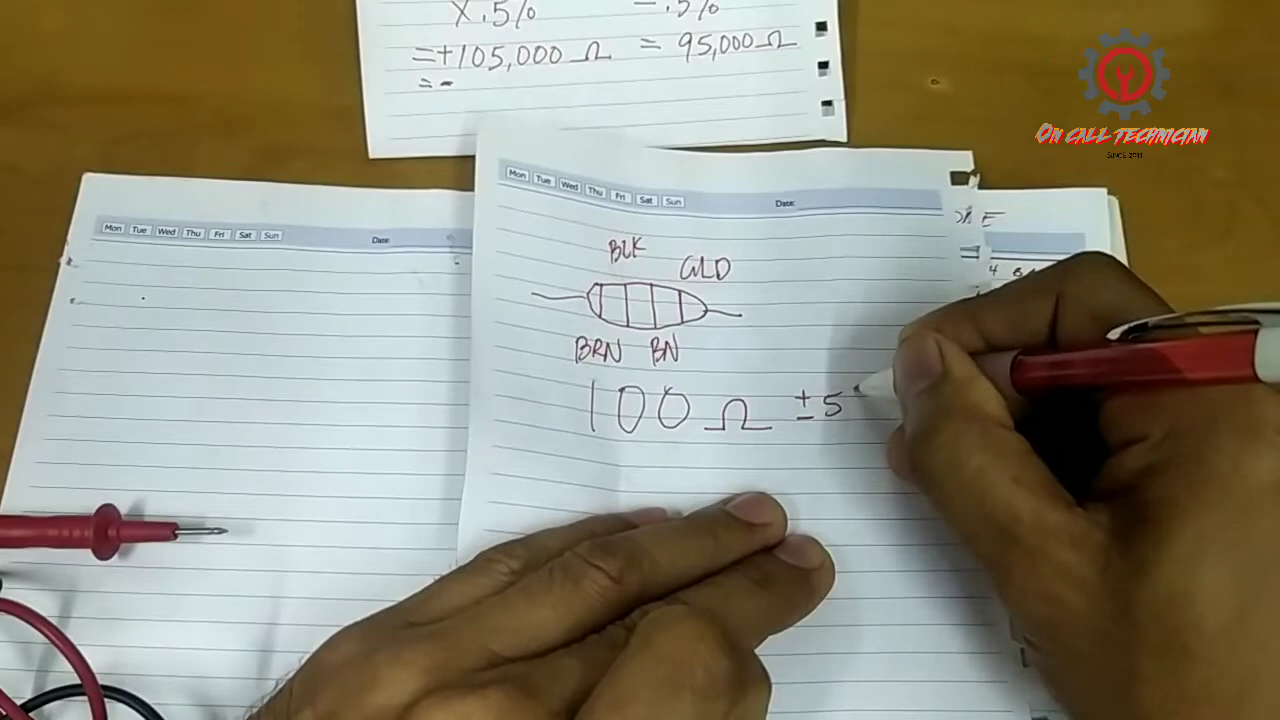 × .5% - .5%
=+105,000 Ω = 95,000 Ω
= -
ON CALL TECHNICIAN
SINCE 2011
Mon Tue Wed Thu Fri Sat Sun Date:
Mon Tue Wed Thu Fri Sat Sun Date:
BLK
GLD
BRN BN
100 Ω ± 5